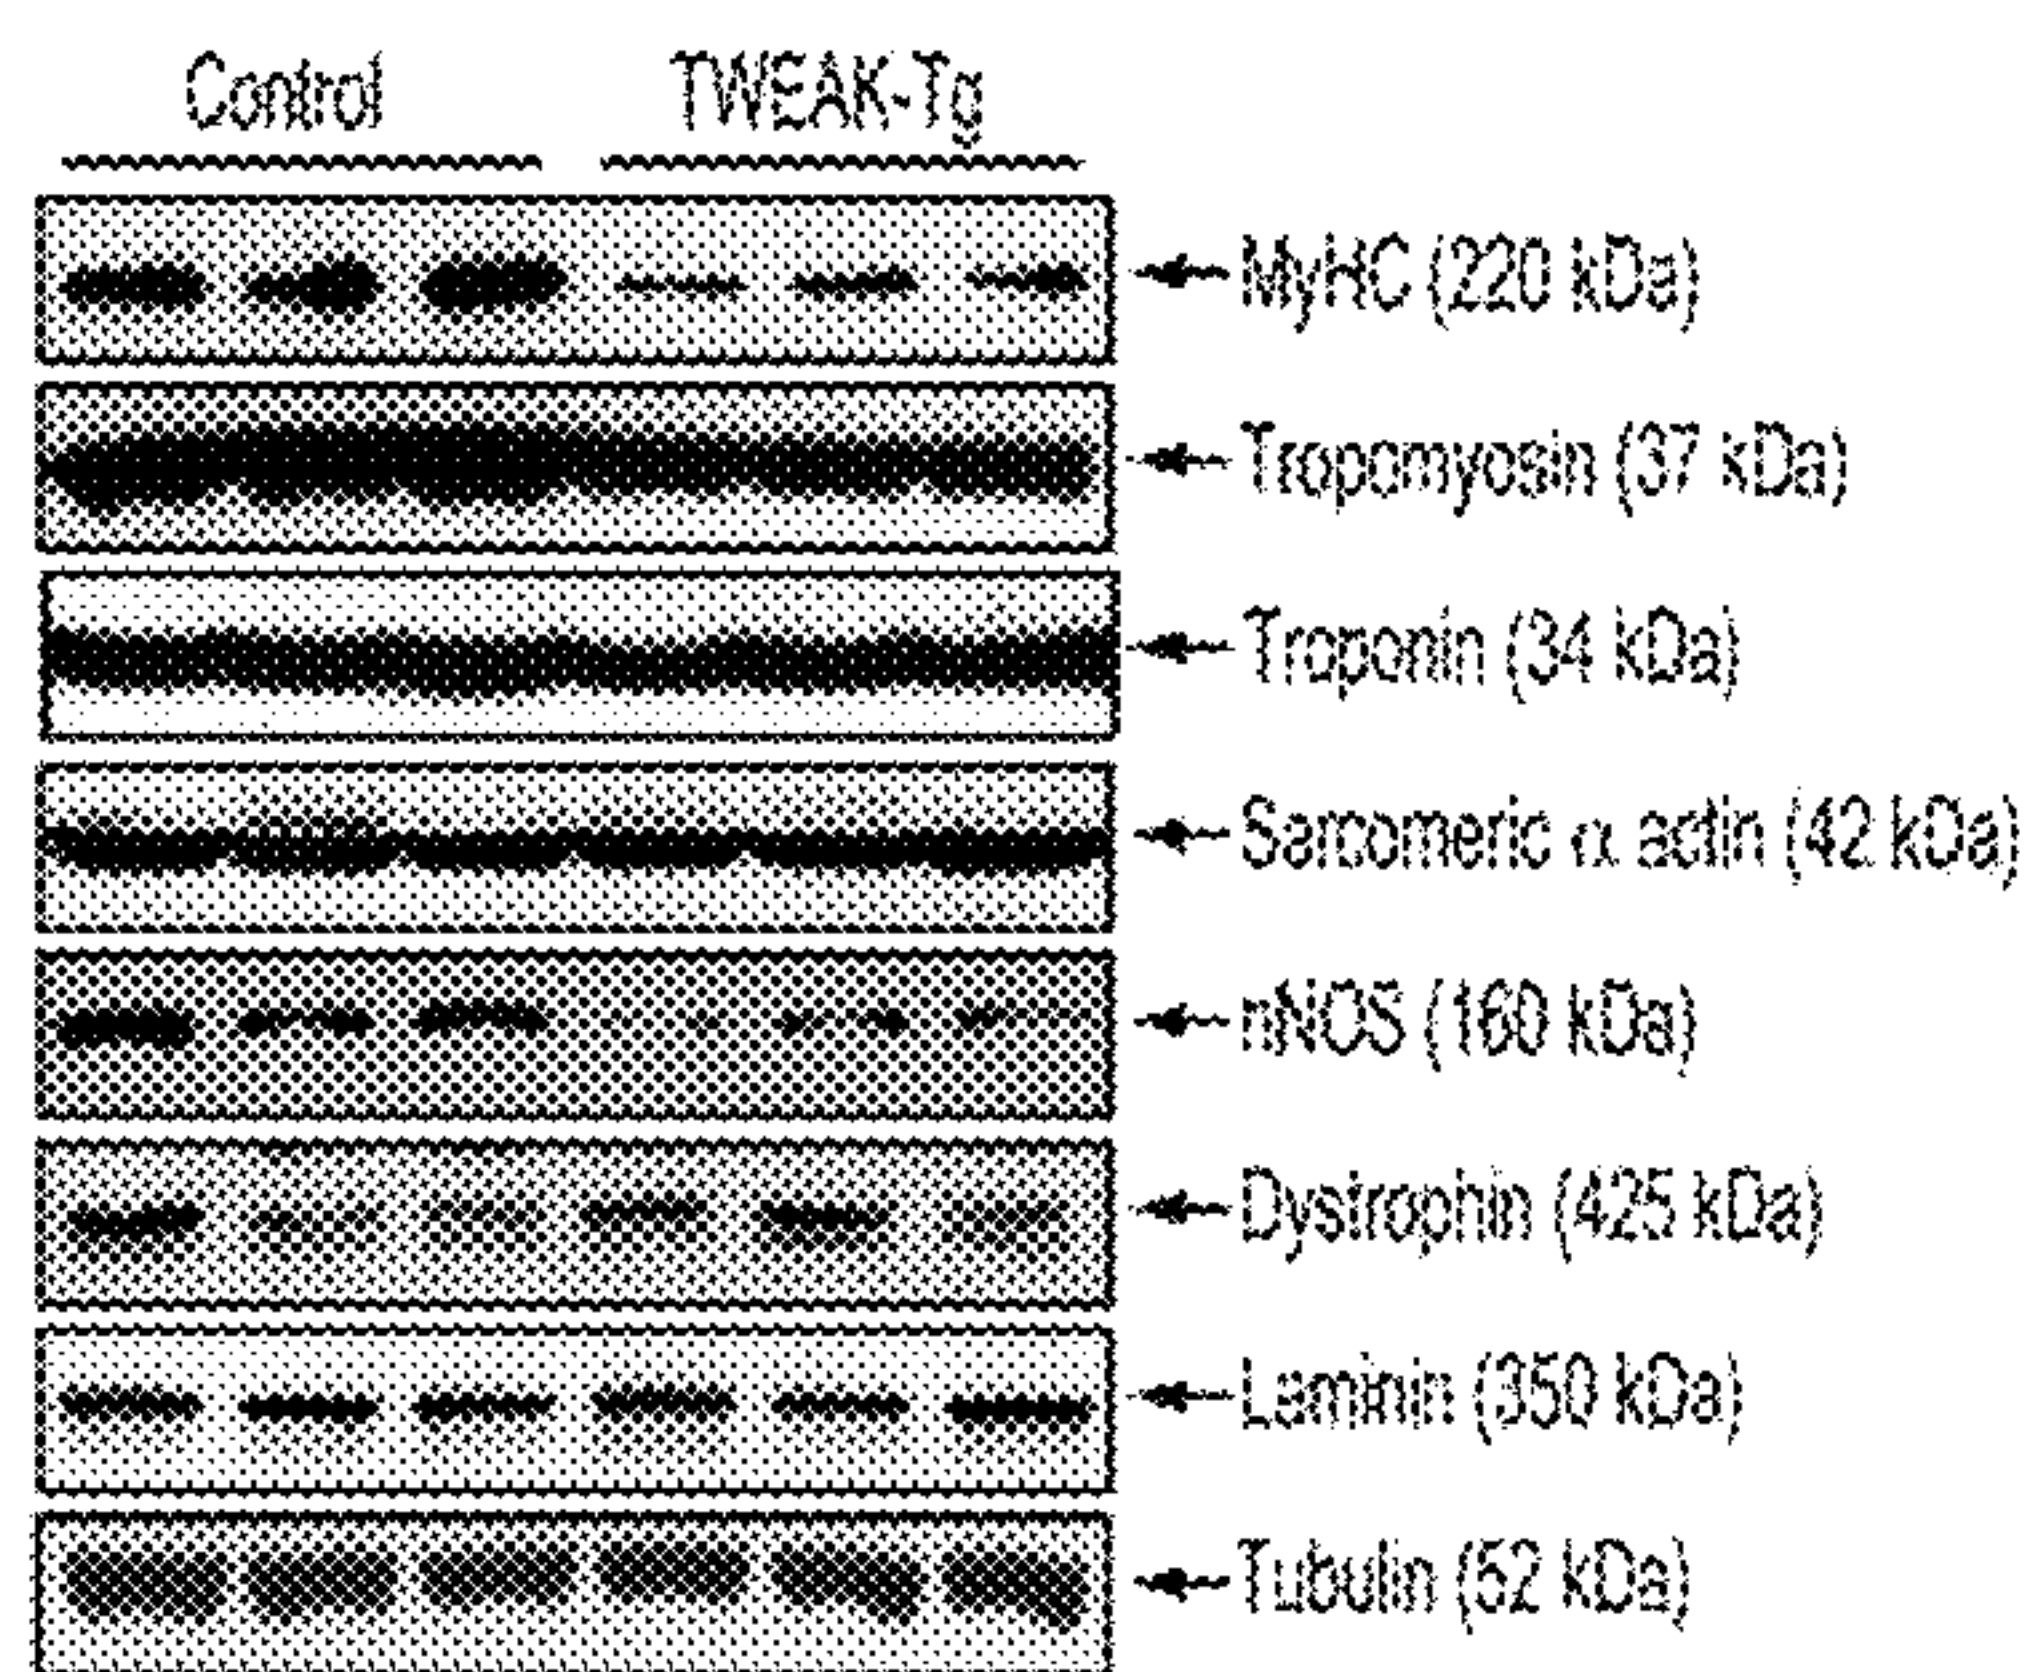 Control TWEAK-Tg
MyHC (220 kDa)
Tropomyosin (37 kDa)
Troponin (34 kDa)
Sarcomeric α actin (42 kDa)
nNOS (160 kDa)
Dystrophin (425 kDa)
Laminin (350 kDa)
Tubulin (52 kDa)